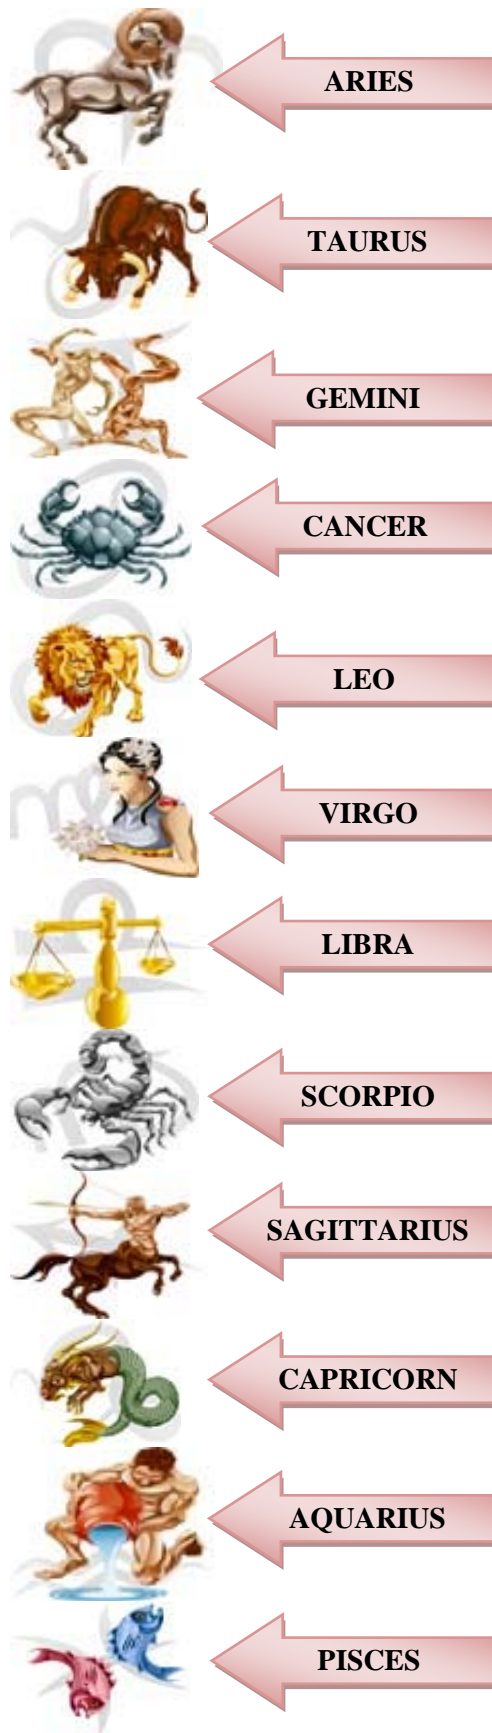 ARIES
TAURUS
GEMINI
CANCER
LEO
VIRGO
LIBRA
SCORPIO
SAGITTARIUS
CAPRICORN
AQUARIUS
PISCES